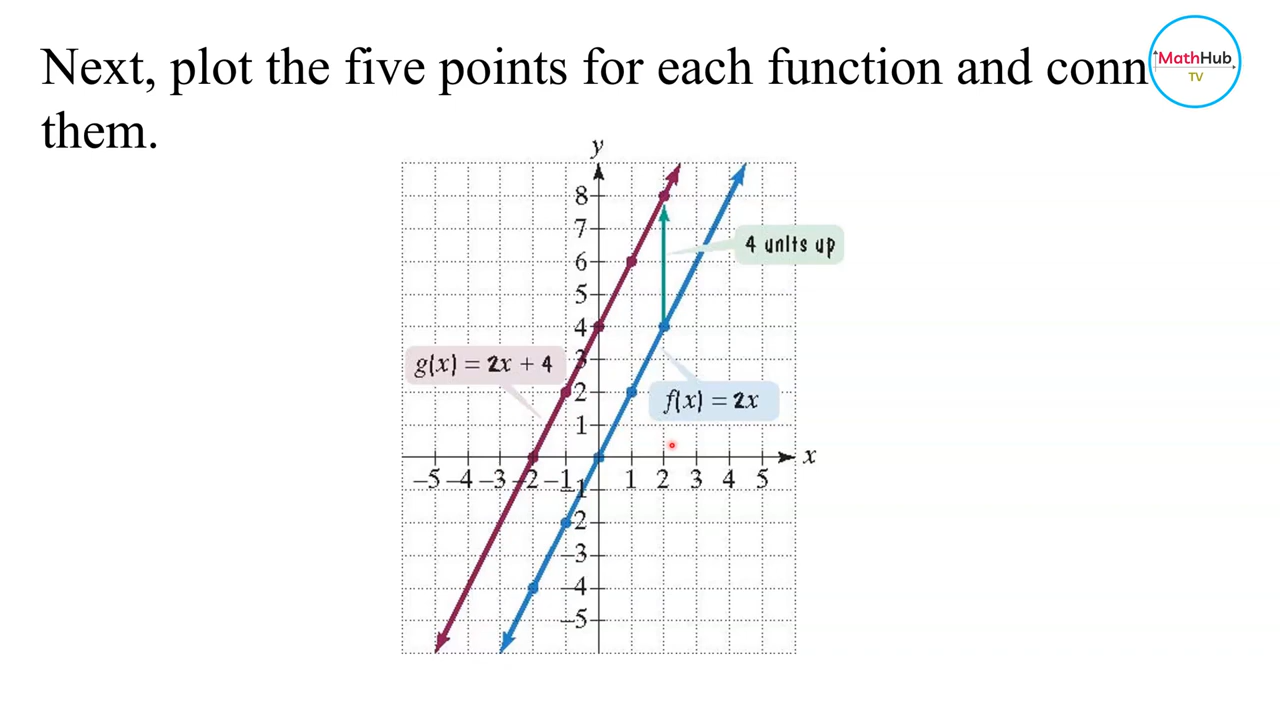 Next, plot the five points for each function and conn
them.
MathHub
TV
y
8
7
6
5
4
3
2
1
4 units up
g(x) = 2x + 4
f(x) = 2x
x
–5 –4 –3 –2 –1 1 2 3 4 5
–1
–2
–3
–4
–5